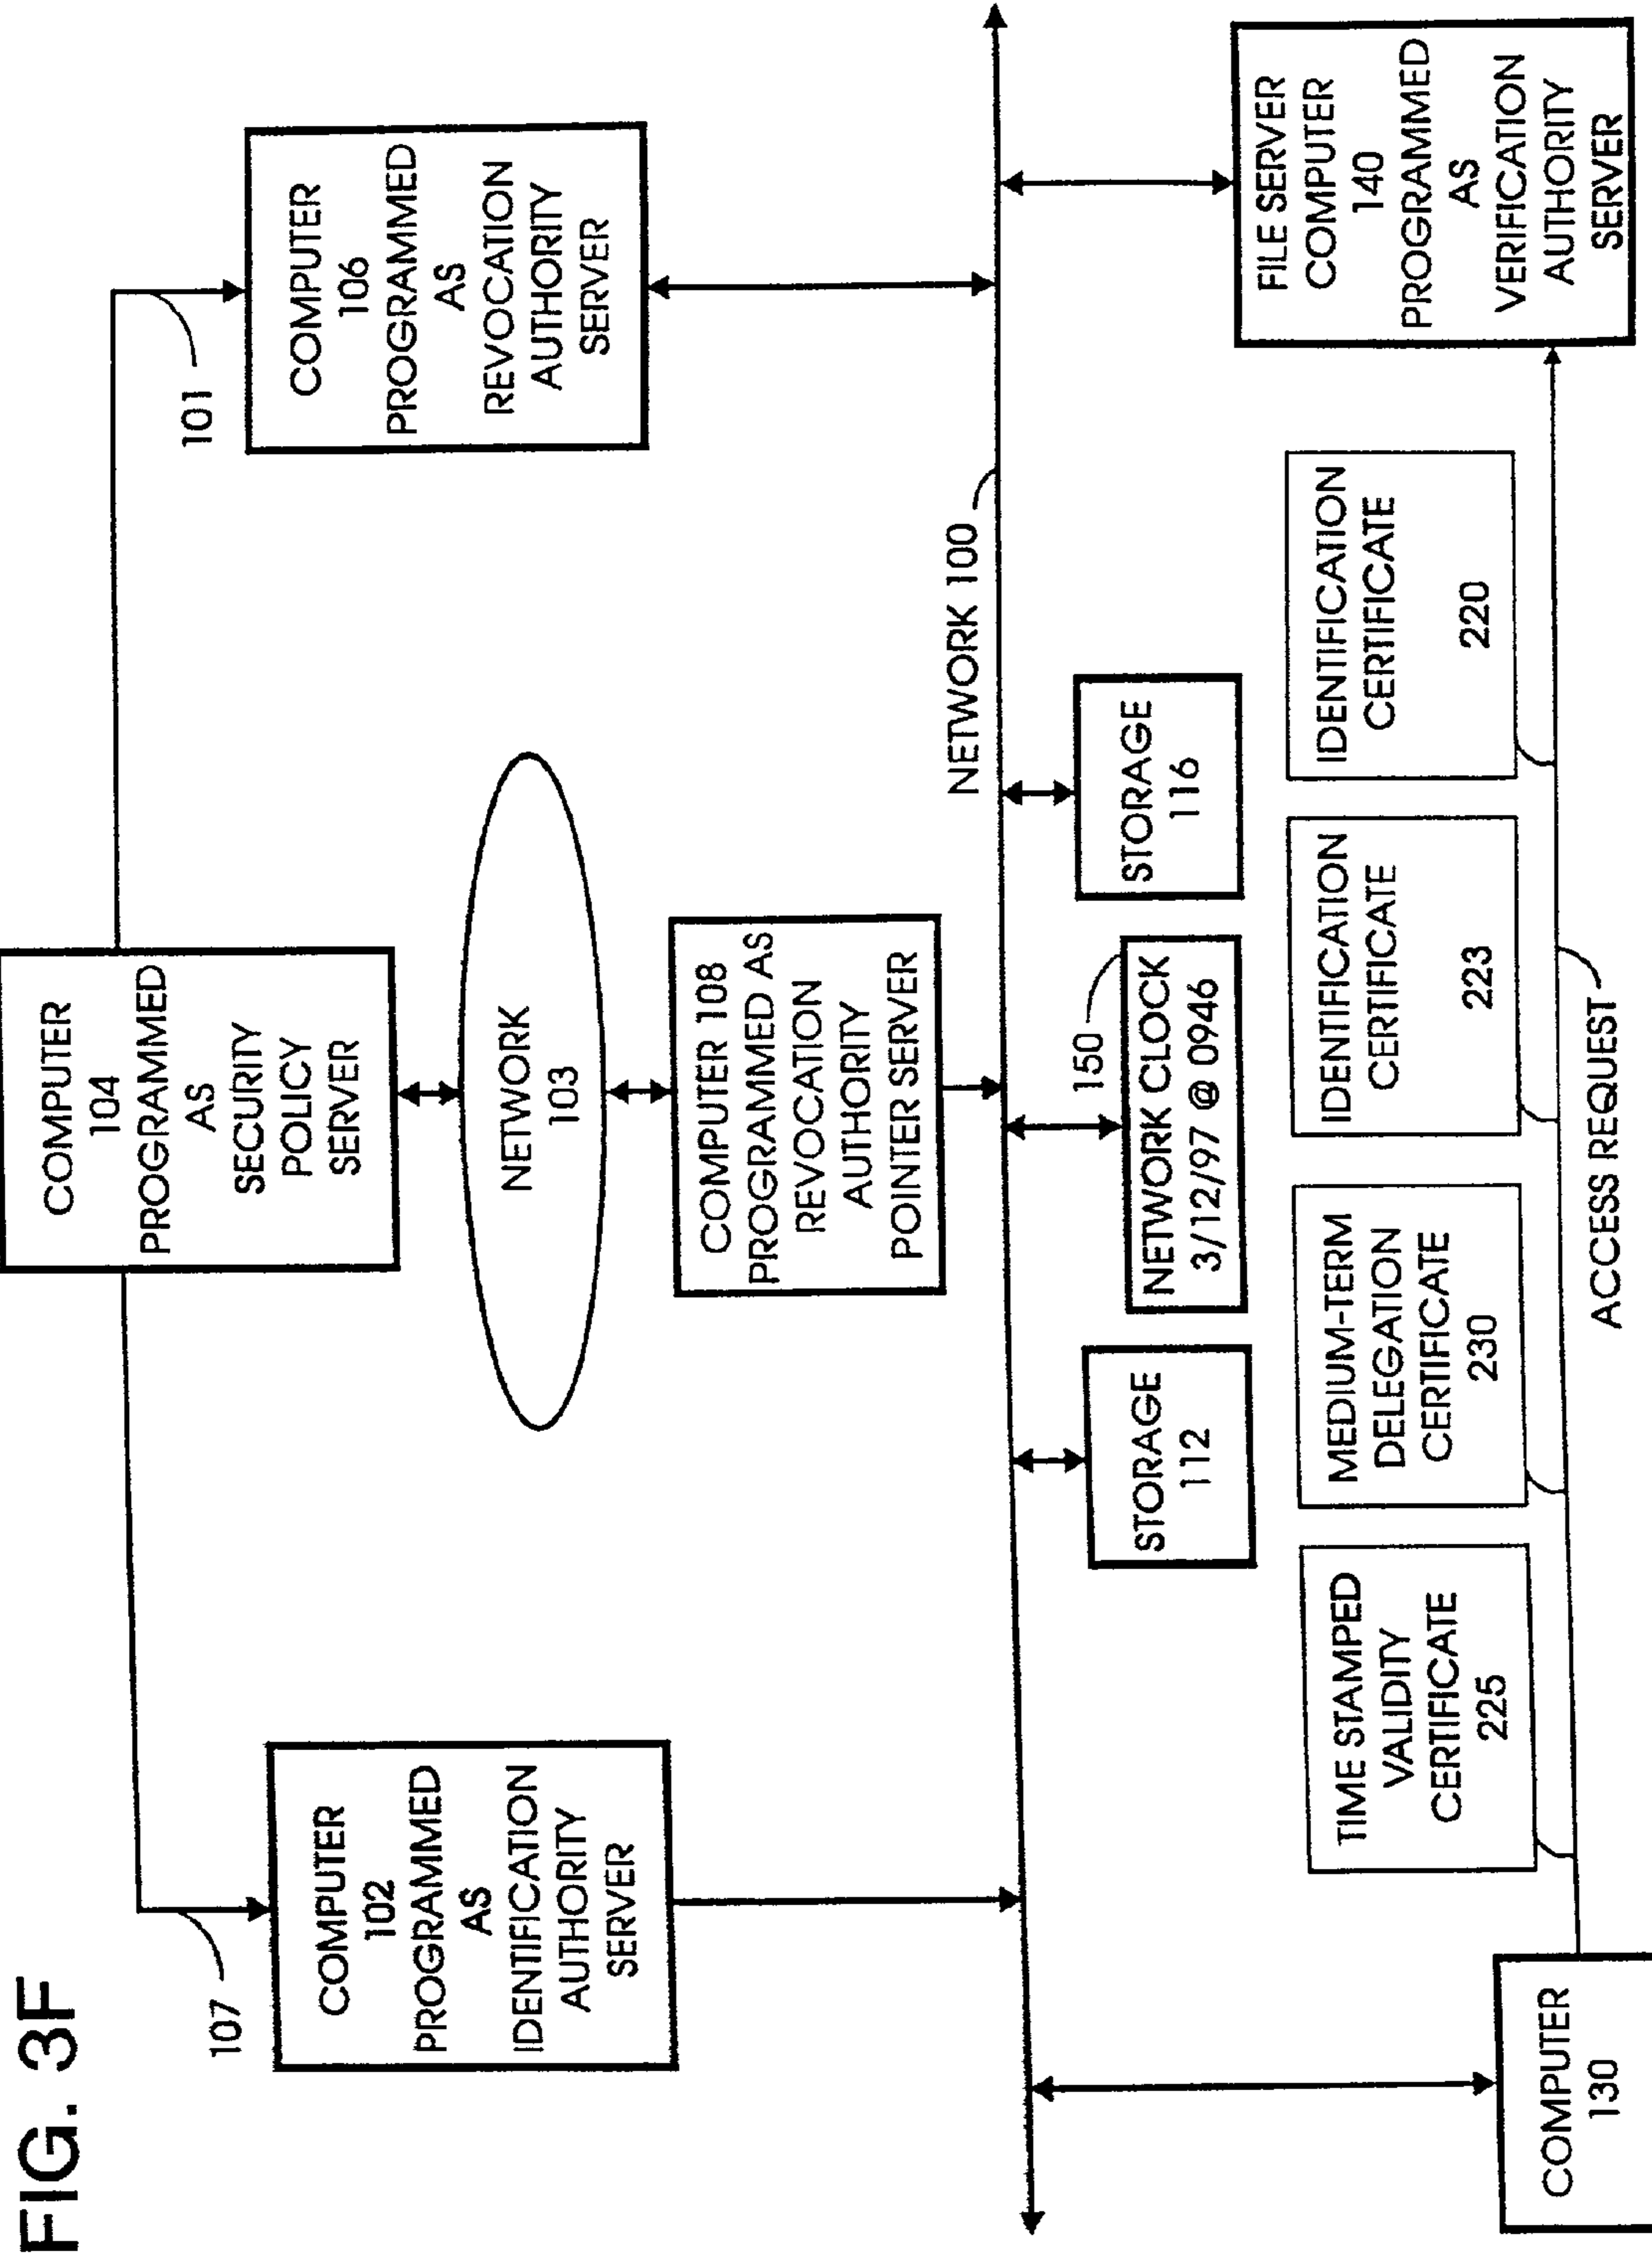 FIG. 3F
COMPUTER
104
PROGRAMMED
AS
SECURITY
POLICY
SERVER
107
101
COMPUTER
102
PROGRAMMED
AS
IDENTIFICATION
AUTHORITY
SERVER
NETWORK
103
COMPUTER
106
PROGRAMMED
AS
REVOCATION
AUTHORITY
SERVER
COMPUTER 108
PROGRAMMED AS
REVOCATION
AUTHORITY
POINTER SERVER
NETWORK 100
STORAGE
112
150
NETWORK CLOCK
3/12/97 @ 0946
STORAGE
116
COMPUTER
130
TIME STAMPED
VALIDITY
CERTIFICATE
225
MEDIUM-TERM
DELEGATION
CERTIFICATE
230
IDENTIFICATION
CERTIFICATE
223
IDENTIFICATION
CERTIFICATE
220
FILE SERVER
COMPUTER
140
PROGRAMMED
AS
VERIFICATION
AUTHORITY
SERVER
ACCESS REQUEST